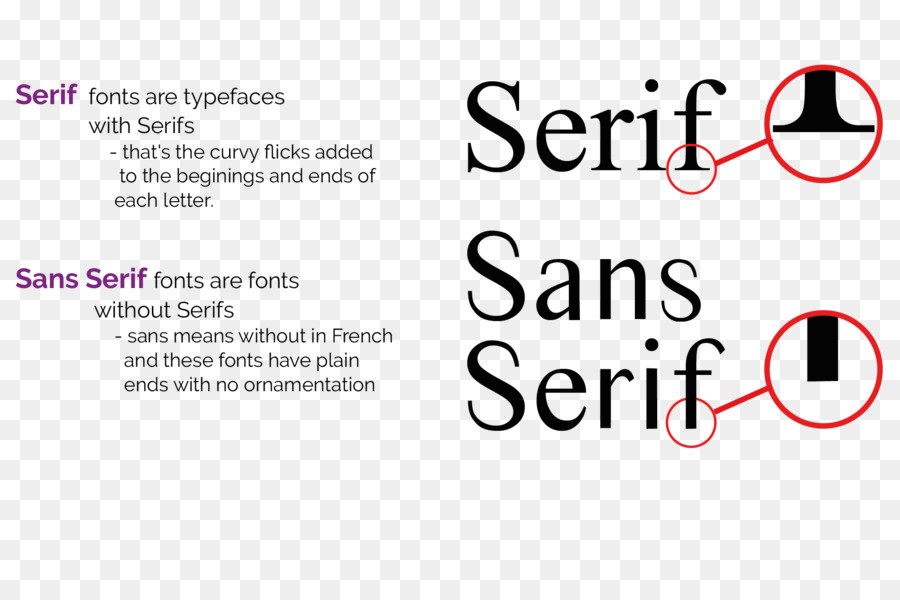 Serif fonts are typefaces
with Serifs
- that's the curvy flicks added
to the beginings and ends of
each letter.
Sans Serif fonts are fonts
without Serifs
- sans means without in French
and these fonts have plain
ends with no ornamentation
Serif
Sans
Serif